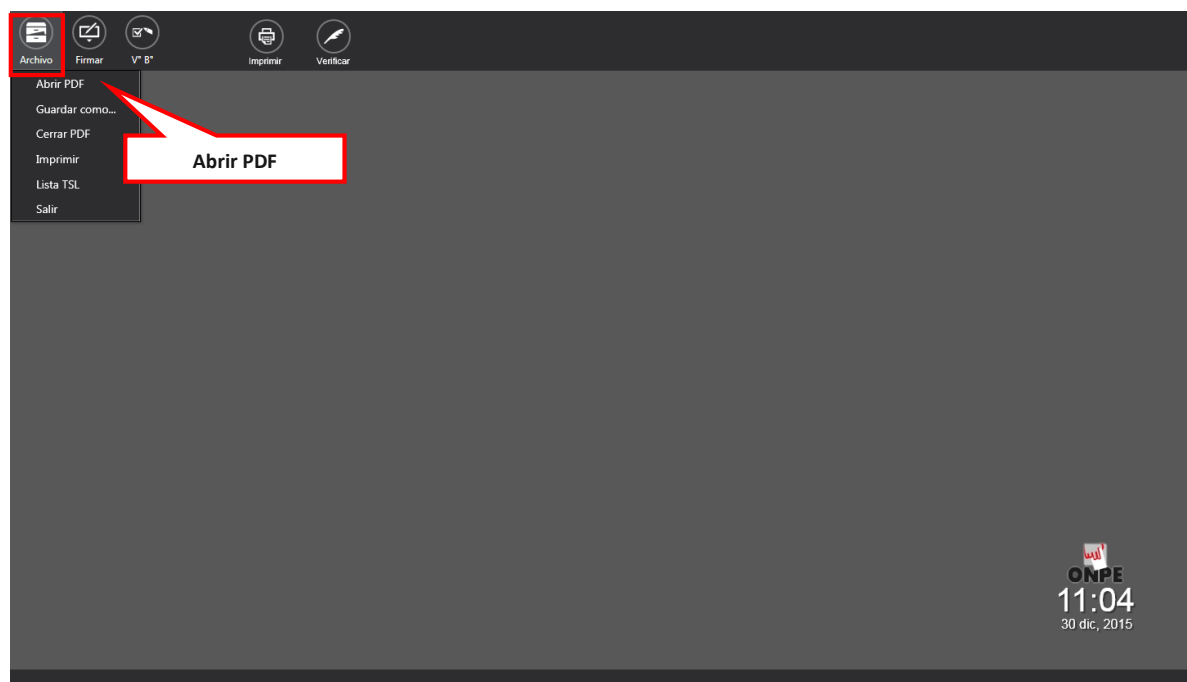 Archivo Firmar V° B° Imprimir Verificar
Abrir PDF
Guardar como...
Cerrar PDF
Imprimir
Lista TSL
Salir
Abrir PDF
ONPE
11:04
30 dic, 2015